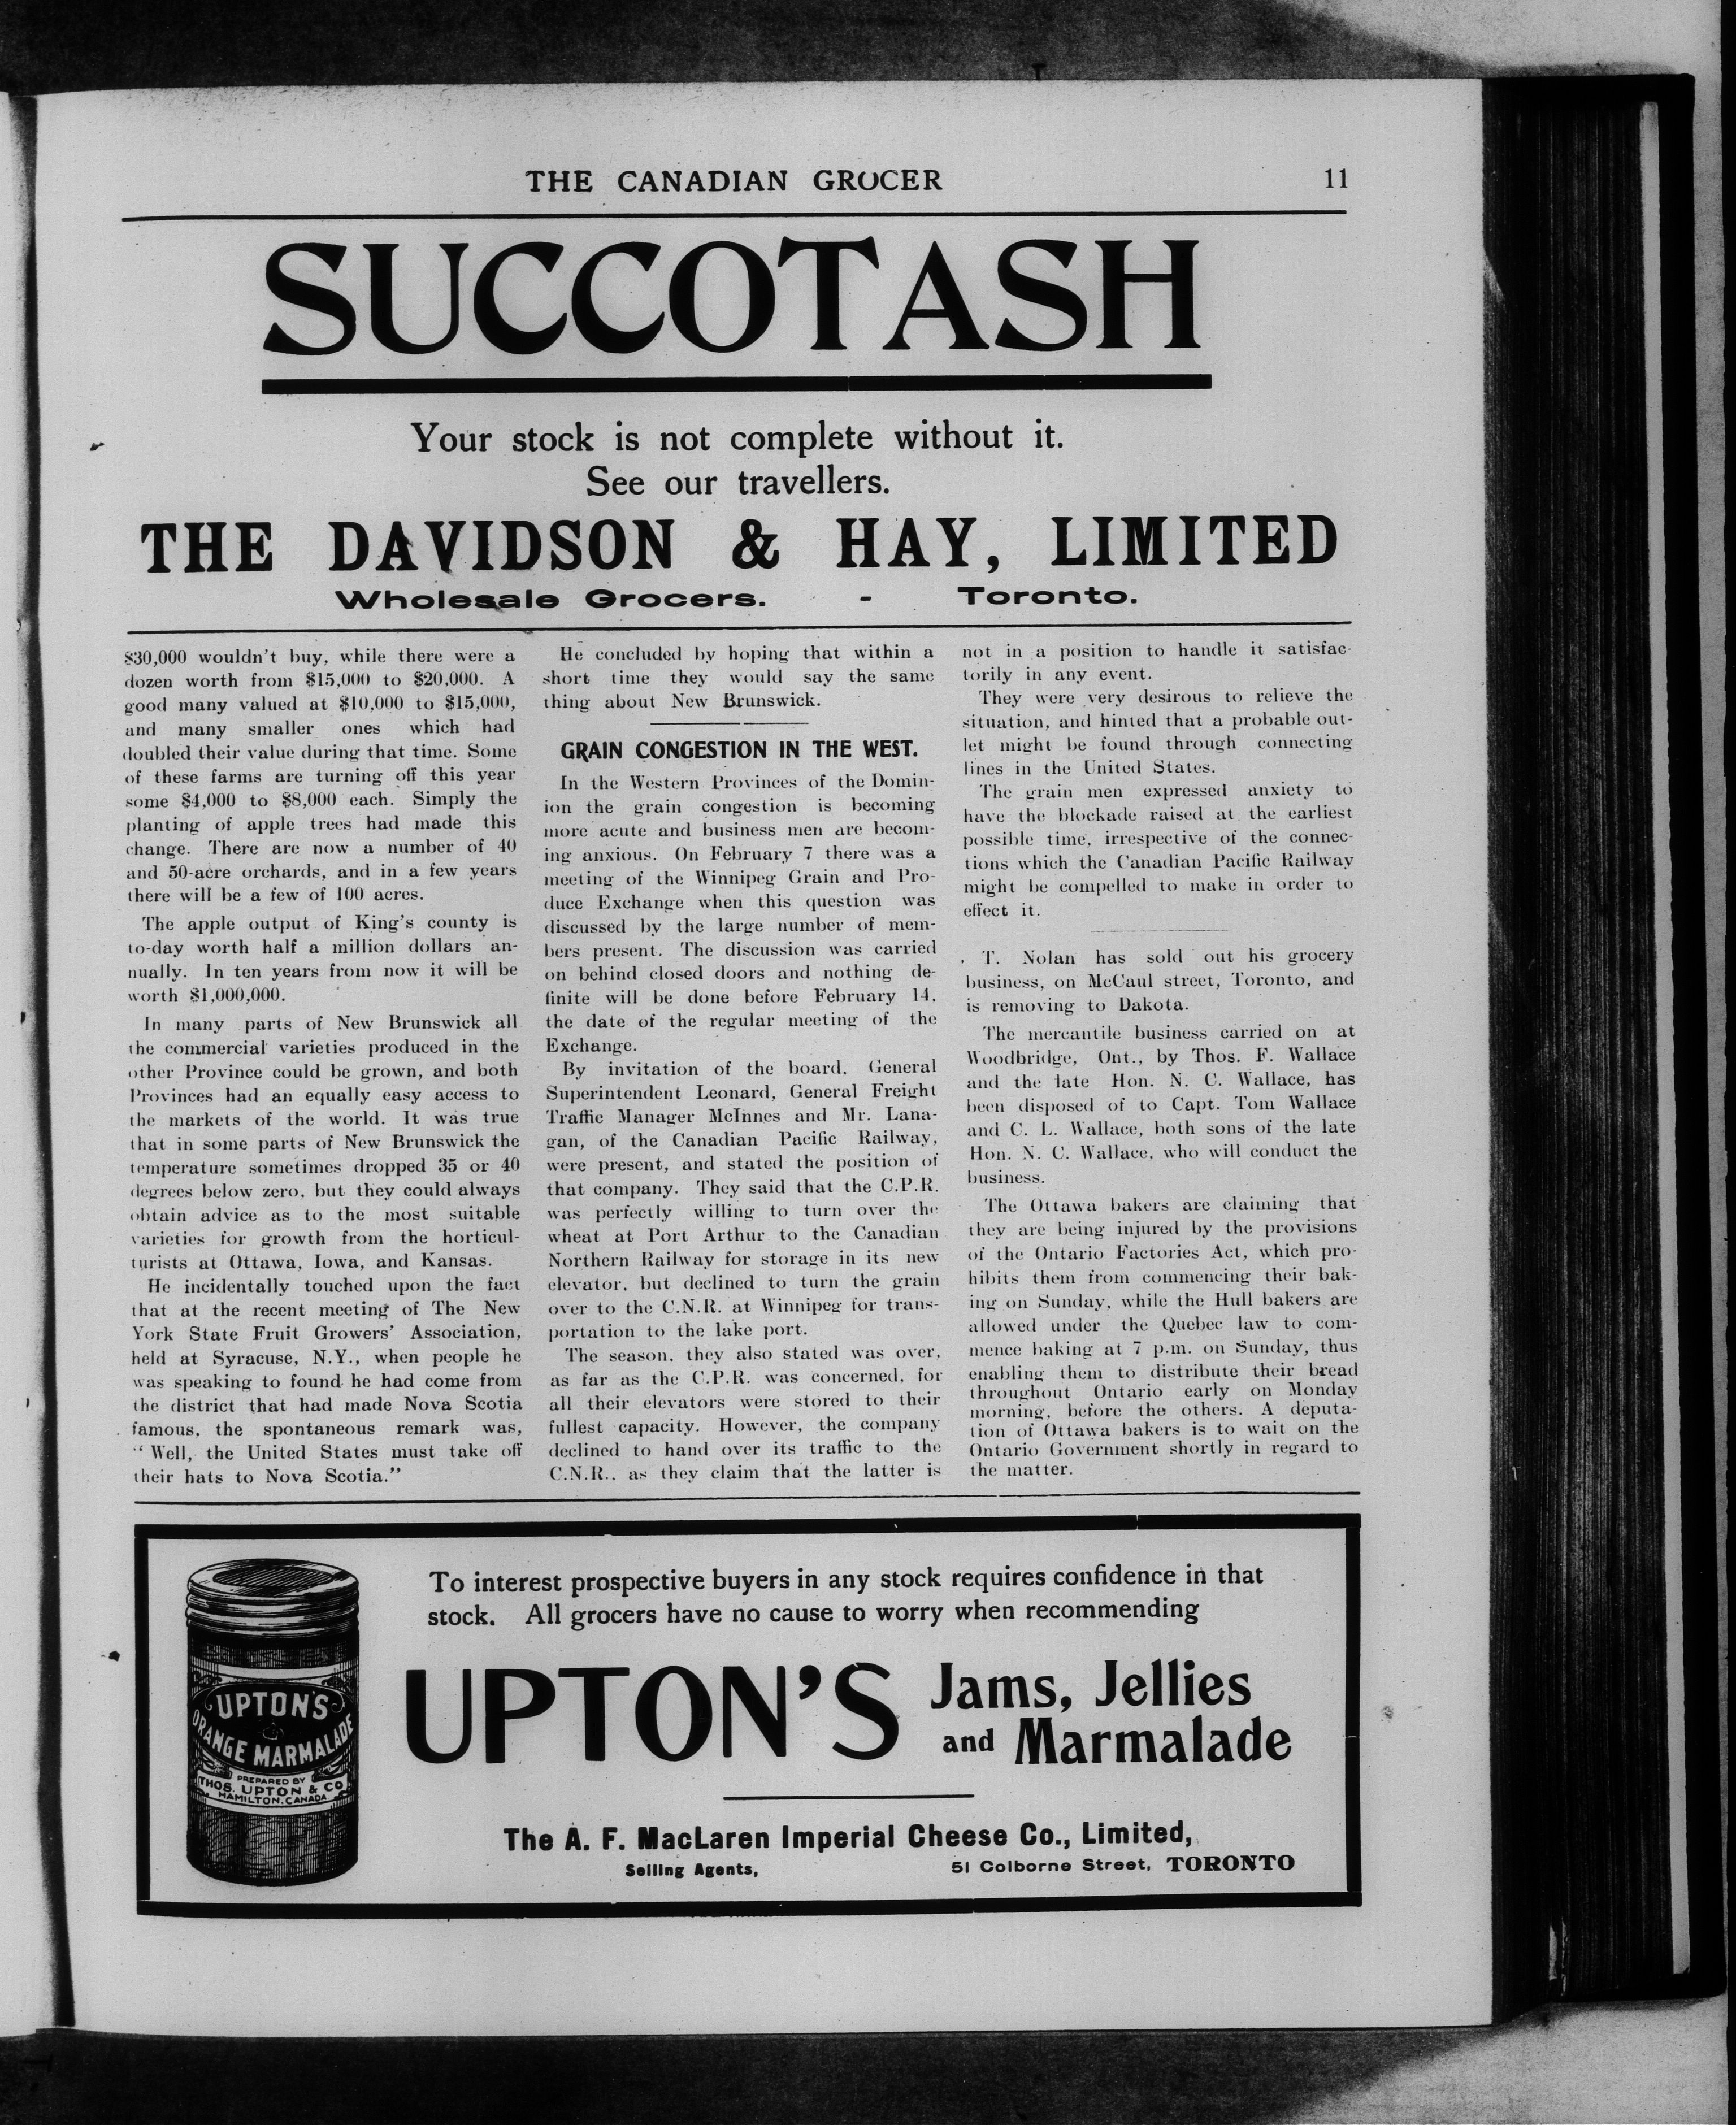 THE CANADIAN GROCER 11
SUCCOTASH
Your stock is not complete without it.
See our travellers.
THE DAVIDSON & HAY, LIMITED
Wholesale Grocers. - Toronto.
$30,000 wouldn't buy, while there were a
dozen worth from $15,000 to $20,000. A
good many valued at $10,000 to $15,000,
and many smaller ones which had
doubled their value during that time. Some
of these farms are turning off this year
some $4,000 to $8,000 each. Simply the
planting of apple trees had made this
change. There are now a number of 40
and 50-acre orchards, and in a few years
there will be a few of 100 acres.
The apple output of King's county is
to-day worth half a million dollars an-
nually. In ten years from now it will be
worth $1,000,000.
In many parts of New Brunswick all
the commercial varieties produced in the
other Province could be grown, and both
Provinces had an equally easy access to
the markets of the world. It was true
that in some parts of New Brunswick the
temperature sometimes dropped 35 or 40
degrees below zero, but they could always
obtain advice as to the most suitable
varieties for growth from the horticul-
turists at Ottawa, Iowa, and Kansas.
He incidentally touched upon the fact
that at the recent meeting of The New
York State Fruit Growers' Association,
held at Syracuse, N.Y., when people he
was speaking to found he had come from
the district that had made Nova Scotia
famous, the spontaneous remark was,
"Well, the United States must take off
their hats to Nova Scotia."
He concluded by hoping that within a
short time they would say the same
thing about New Brunswick.
GRAIN CONGESTION IN THE WEST.
In the Western Provinces of the Domin-
ion the grain congestion is becoming
more acute and business men are becom-
ing anxious. On February 7 there was a
meeting of the Winnipeg Grain and Pro-
duce Exchange when this question was
discussed by the large number of mem-
bers present. The discussion was carried
on behind closed doors and nothing de-
finite will be done before February 14,
the date of the regular meeting of the
Exchange.
By invitation of the board, General
Superintendent Leonard, General Freight
Traffic Manager McInnes and Mr. Lana-
gan, of the Canadian Pacific Railway,
were present, and stated the position of
that company. They said that the C.P.R.
was perfectly willing to turn over the
wheat at Port Arthur to the Canadian
Northern Railway for storage in its new
elevator, but declined to turn the grain
over to the C.N.R. at Winnipeg for trans-
portation to the lake port.
The season, they also stated was over,
as far as the C.P.R. was concerned, for
all their elevators were stored to their
fullest capacity. However, the company
declined to hand over its traffic to the
C.N.R., as they claim that the latter is
not in a position to handle it satisfac-
torily in any event.
They were very desirous to relieve the
situation, and hinted that a probable out-
let might be found through connecting
lines in the United States.
The grain men expressed anxiety to
have the blockade raised at the earliest
possible time, irrespective of the connec-
tions which the Canadian Pacific Railway
might be compelled to make in order to
effect it.
T. Nolan has sold out his grocery
business, on McCaul street, Toronto, and
is removing to Dakota.
The mercantile business carried on at
Woodbridge, Ont., by Thos. F. Wallace
and the late Hon. N. C. Wallace, has
been disposed of to Capt. Tom Wallace
and C. L. Wallace, both sons of the late
Hon. N. C. Wallace, who will conduct the
business.
The Ottawa bakers are claiming that
they are being injured by the provisions
of the Ontario Factories Act, which pro-
hibits them from commencing their bak-
ing on Sunday, while the Hull bakers are
allowed under the Quebec law to com-
mence baking at 7 p.m. on Sunday, thus
enabling them to distribute their bread
throughout Ontario early on Monday
morning, before the others. A deputa-
tion of Ottawa bakers is to wait on the
Ontario Government shortly in regard to
the matter.
To interest prospective buyers in any stock requires confidence in that
stock. All grocers have no cause to worry when recommending
UPTON'S Jams, Jellies
and Marmalade
UPTON'S
ORANGE MARMALADE
PREPARED BY
THOS. UPTON & CO
HAMILTON, CANADA
The A. F. MacLaren Imperial Cheese Co., Limited,
Selling Agents, 51 Colborne Street, TORONTO